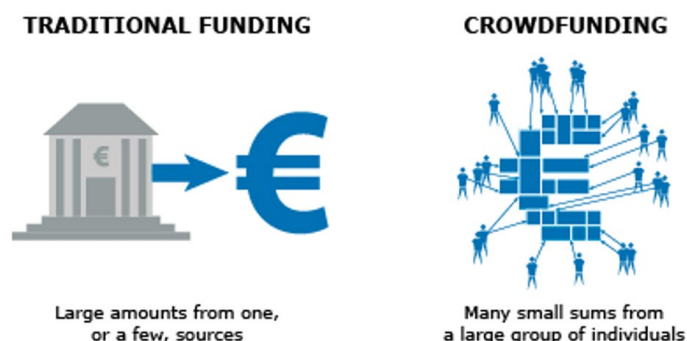 TRADITIONAL FUNDING
€
€
Large amounts from one,
or a few, sources
CROWDFUNDING
€
Many small sums from
a large group of individuals